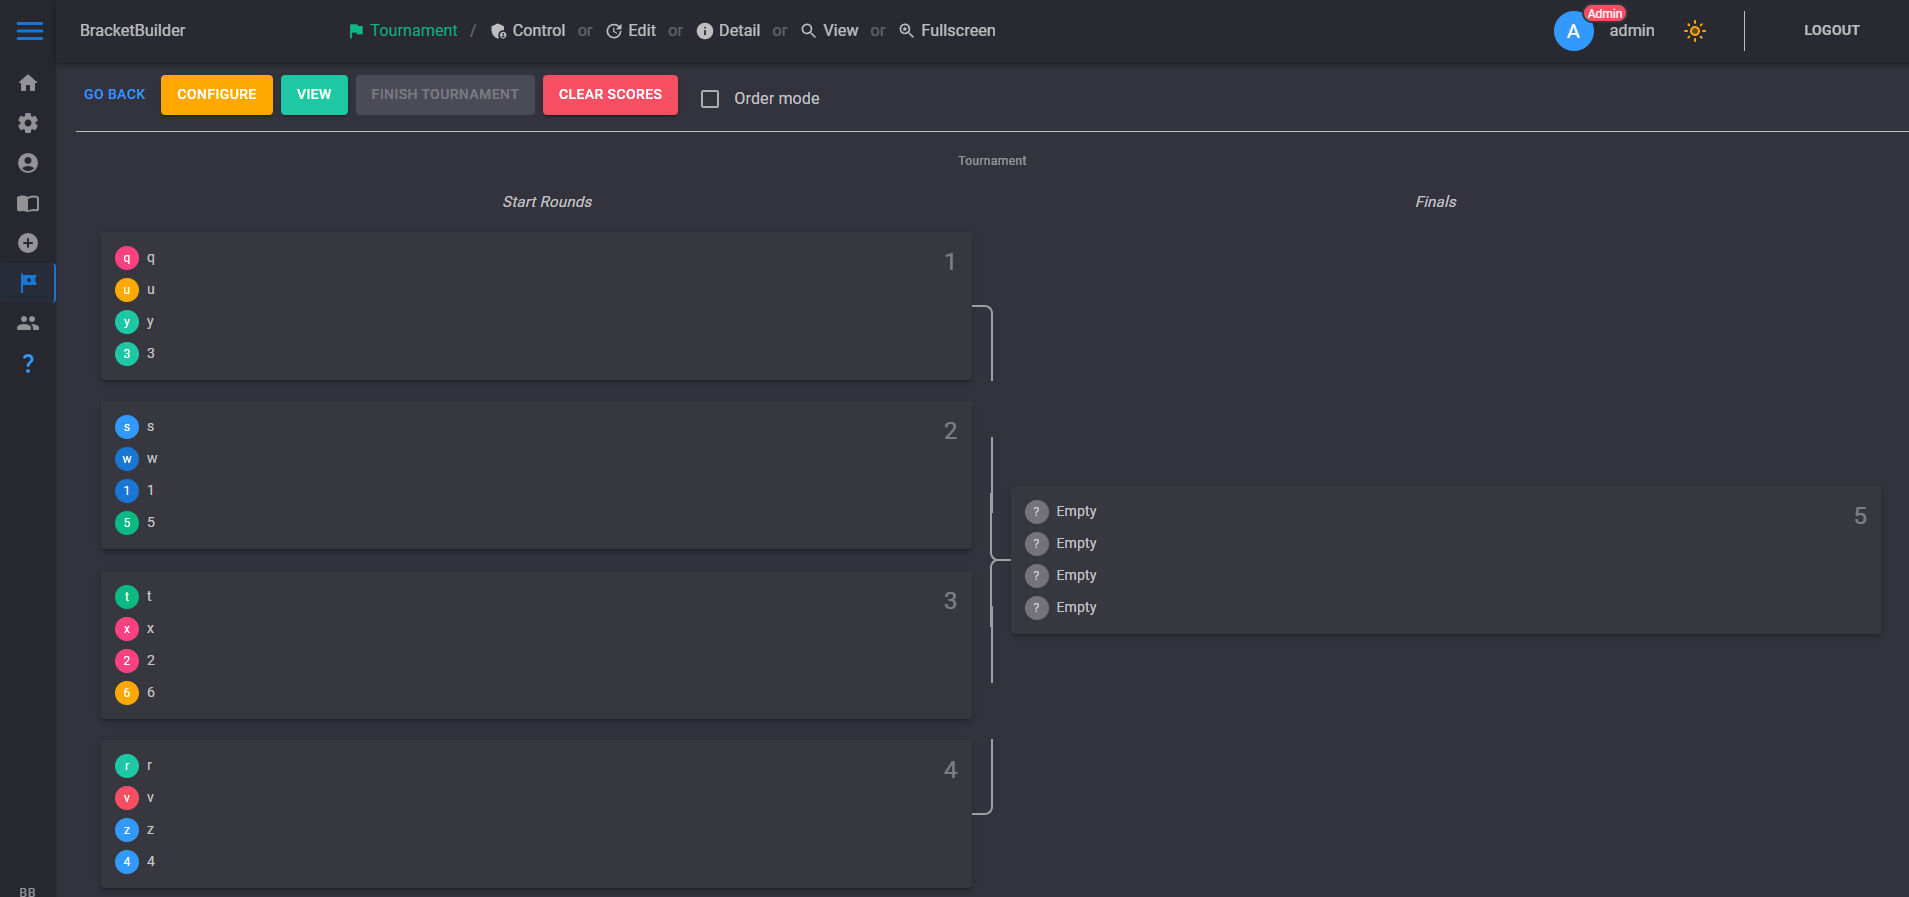 BracketBuilder Tournament / Control or Edit or Detail or View or Fullscreen A Admin admin LOGOUT
GO BACK CONFIGURE VIEW FINISH TOURNAMENT CLEAR SCORES Order mode
Tournament
Start Rounds Finals
q q 1
u u
y y
3 3
s s 2
w w
1 1
5 5
? Empty 5
? Empty
? Empty
? Empty
t t 3
x x
2 2
6 6
r r 4
v v
z z
4 4
?
BB